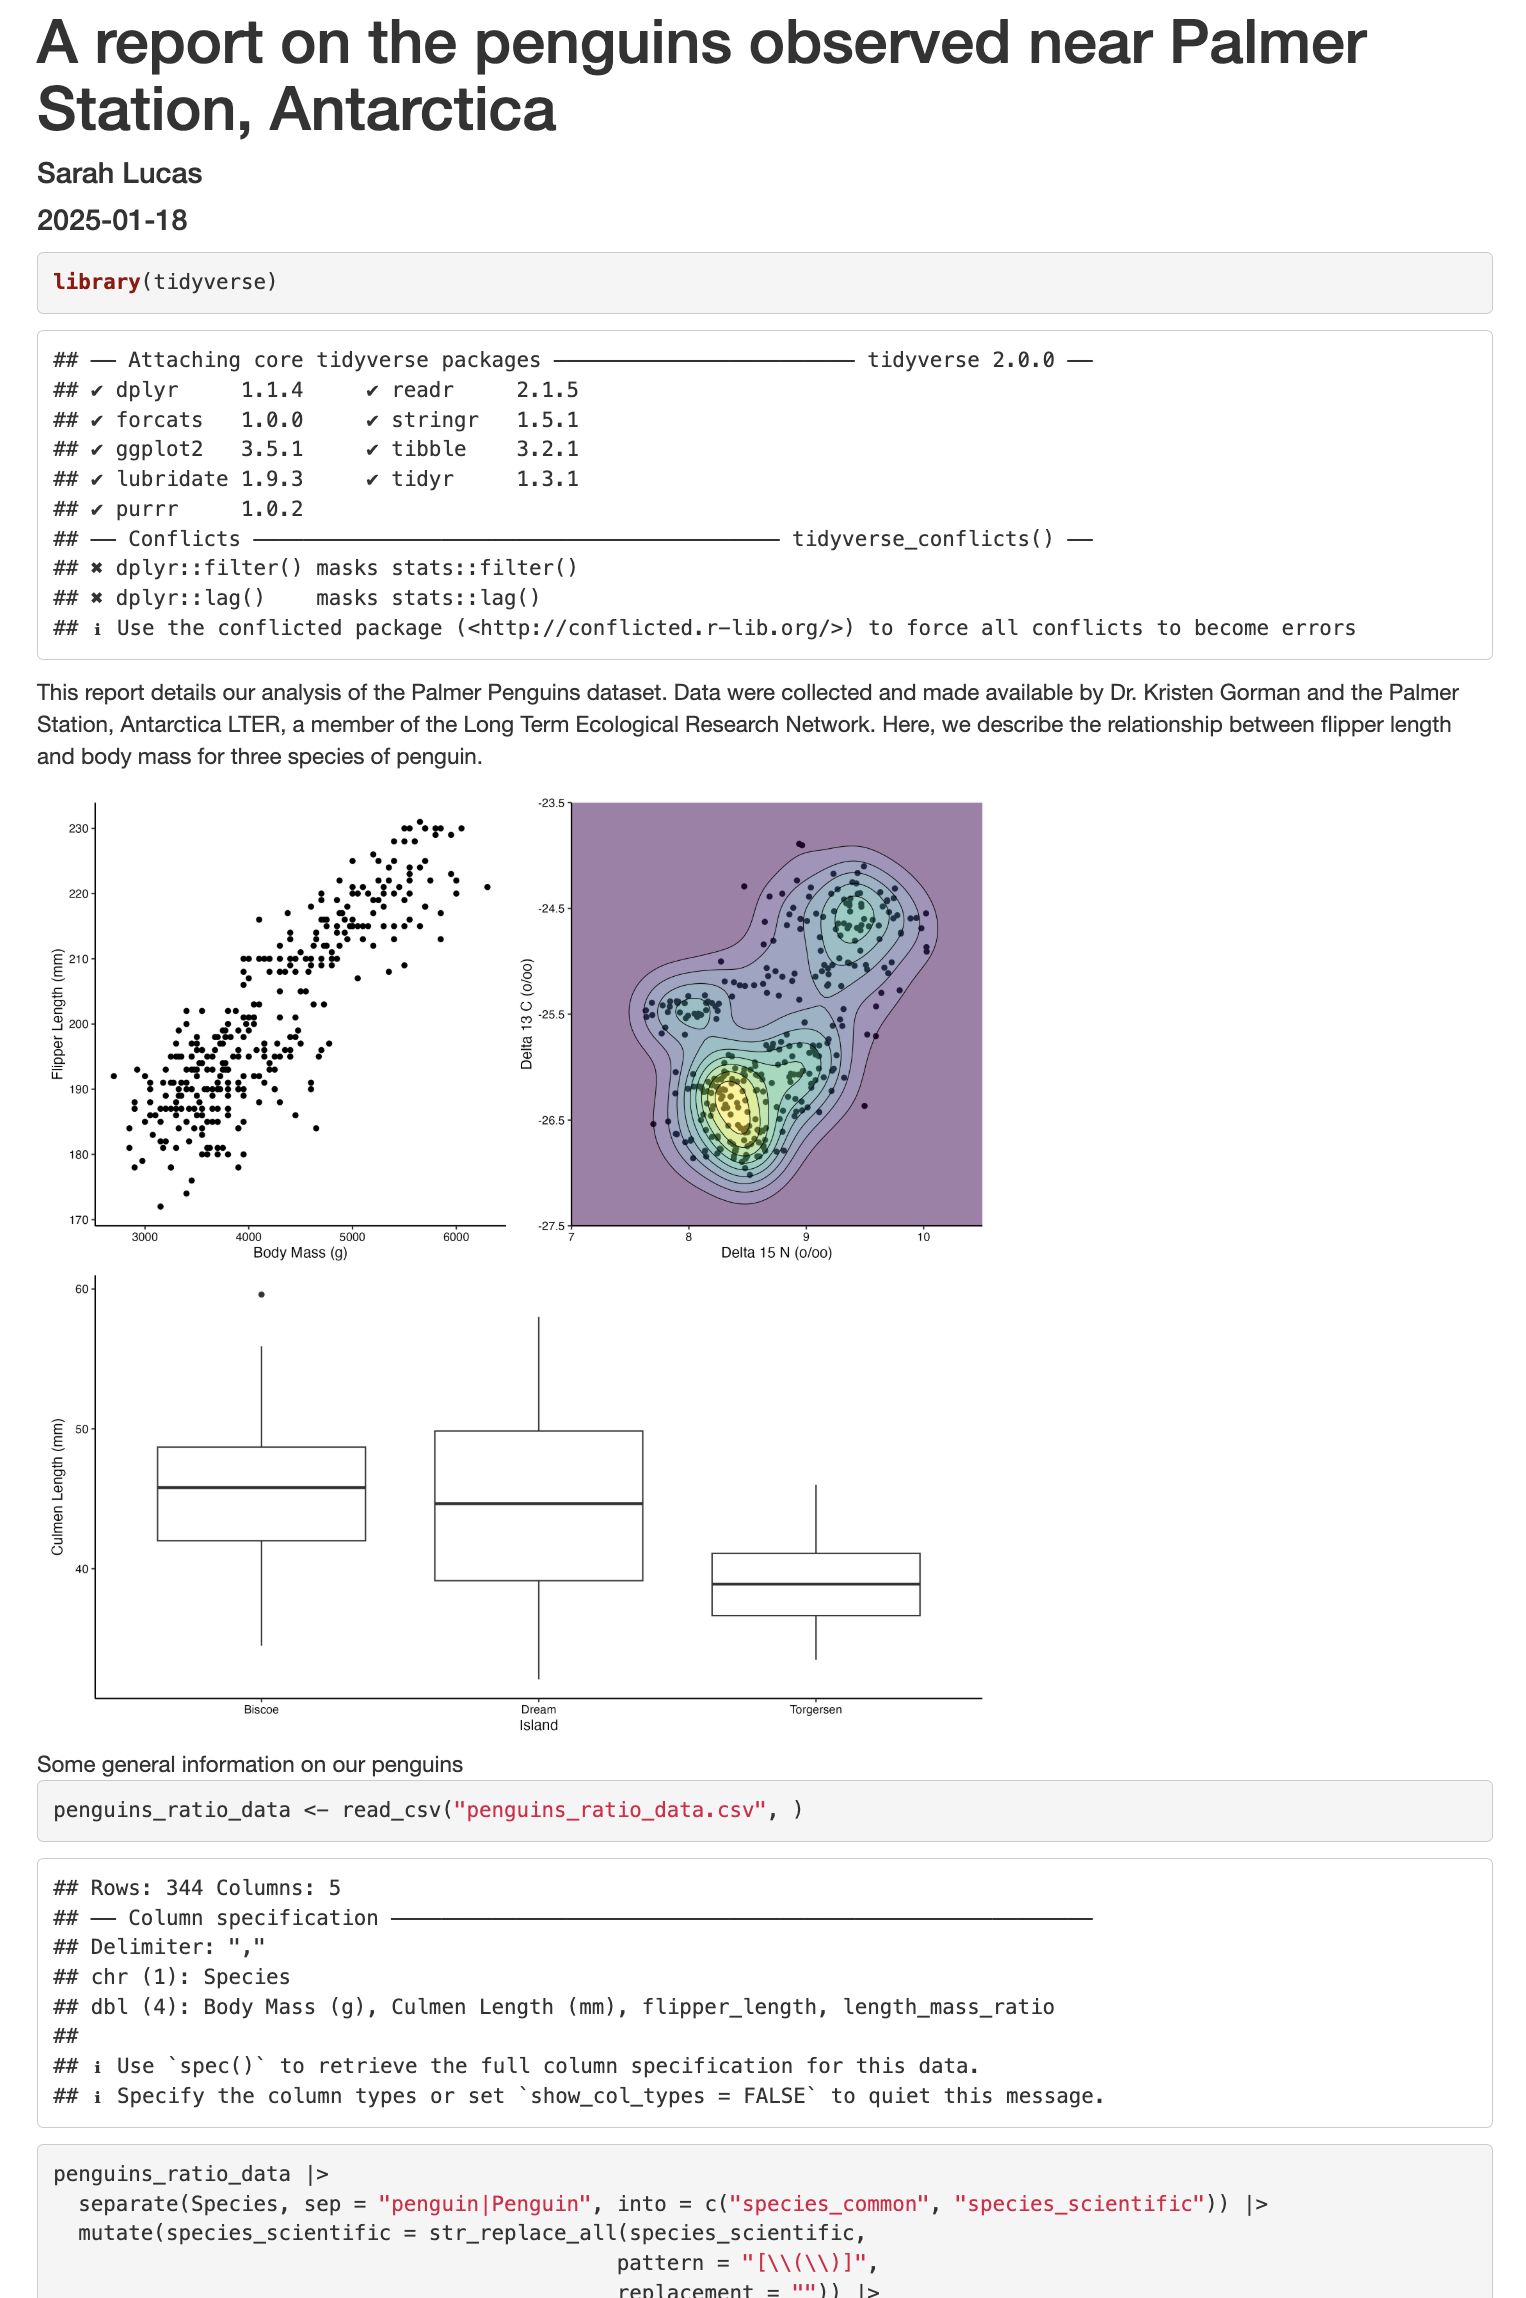 A report on the penguins observed near Palmer
Station, Antarctica
Sarah Lucas
2025-01-18
library(tidyverse)
## ── Attaching core tidyverse packages ──────────────────────── tidyverse 2.0.0 ──
## ✔ dplyr     1.1.4     ✔ readr     2.1.5
## ✔ forcats   1.0.0     ✔ stringr   1.5.1
## ✔ ggplot2   3.5.1     ✔ tibble    3.2.1
## ✔ lubridate 1.9.3     ✔ tidyr     1.3.1
## ✔ purrr     1.0.2
## ── Conflicts ────────────────────────────────────────── tidyverse_conflicts() ──
## ✖ dplyr::filter() masks stats::filter()
## ✖ dplyr::lag()    masks stats::lag()
## ℹ Use the conflicted package (<http://conflicted.r-lib.org/>) to force all conflicts to become errors
This report details our analysis of the Palmer Penguins dataset. Data were collected and made available by Dr. Kristen Gorman and the Palmer
Station, Antarctica LTER, a member of the Long Term Ecological Research Network. Here, we describe the relationship between flipper length
and body mass for three species of penguin.
230
220
210
200
190
180
170
Flipper Length (mm)
3000 4000 5000 6000
Body Mass (g)
-23.5
-24.5
-25.5
-26.5
-27.5
Delta 13 C (o/oo)
7 8 9 10
Delta 15 N (o/oo)
60
50
40
Culmen Length (mm)
Biscoe Dream Torgersen
Island
Some general information on our penguins
penguins_ratio_data <- read_csv("penguins_ratio_data.csv", )
## Rows: 344 Columns: 5
## ── Column specification ────────────────────────────────────────────────────────
## Delimiter: ","
## chr (1): Species
## dbl (4): Body Mass (g), Culmen Length (mm), flipper_length, length_mass_ratio
##
## ℹ Use `spec()` to retrieve the full column specification for this data.
## ℹ Specify the column types or set `show_col_types = FALSE` to quiet this message.
penguins_ratio_data |>
  separate(Species, sep = "penguin|Penguin", into = c("species_common", "species_scientific")) |>
  mutate(species_scientific = str_replace_all(species_scientific,
                                             pattern = "[\\(\\)]",
                                             replacement = "")) |>